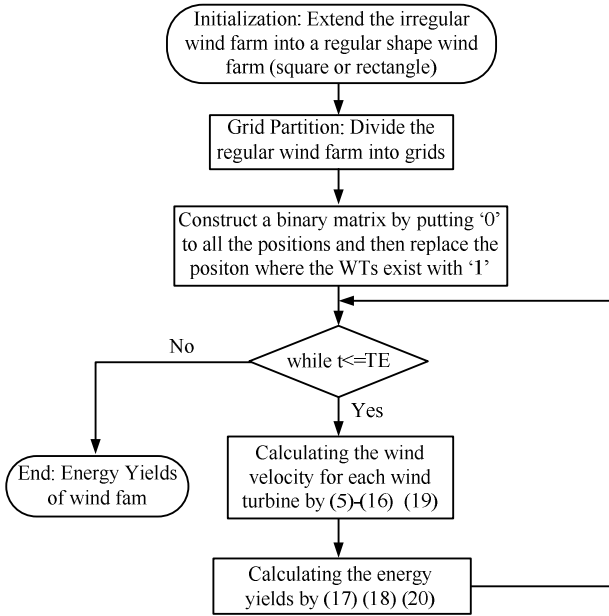 Initialization: Extend the irregular
wind farm into a regular shape wind
farm (square or rectangle)
Grid Partition: Divide the
regular wind farm into grids
Construct a binary matrix by putting ‘0’
to all the positions and then replace the
positon where the WTs exist with ‘1’
while t<=TE
No
Yes
End: Energy Yields
of wind fam
Calculating the wind
velocity for each wind
turbine by (5)-(16) (19)
Calculating the energy
yields by (17) (18) (20)